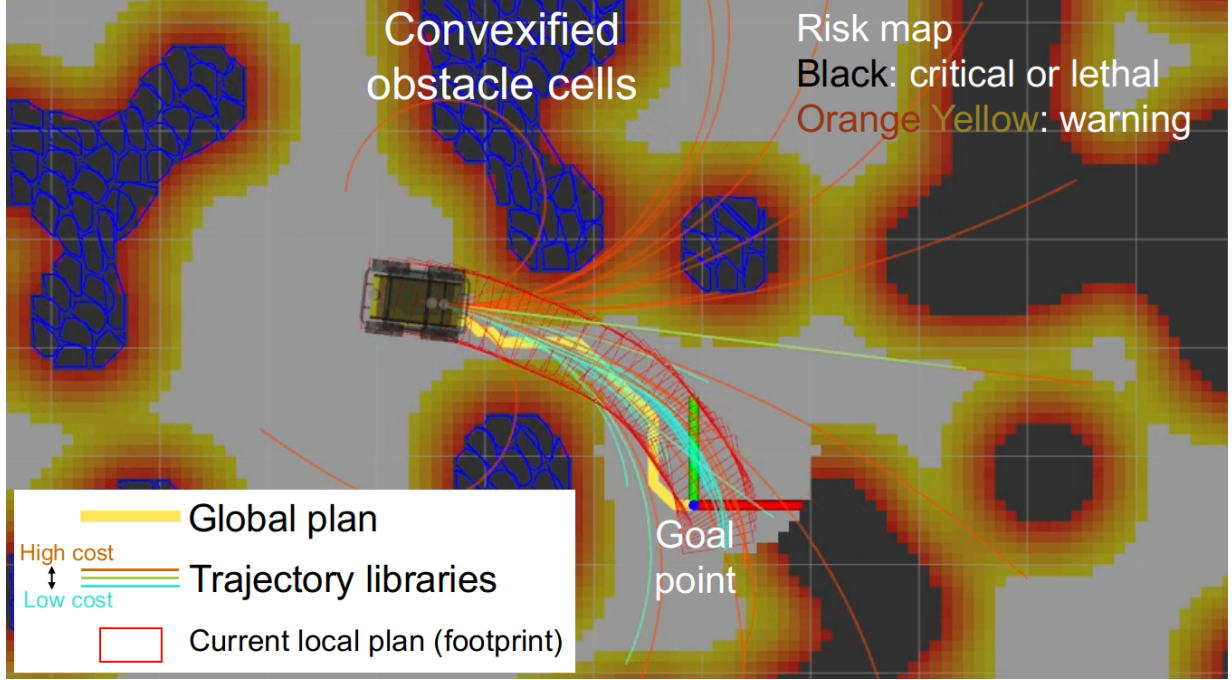 Convexified
obstacle cells
Risk map
Black: critical or lethal
Orange Yellow: warning
Goal
point
Global plan
High cost
Trajectory libraries
Low cost
Current local plan (footprint)